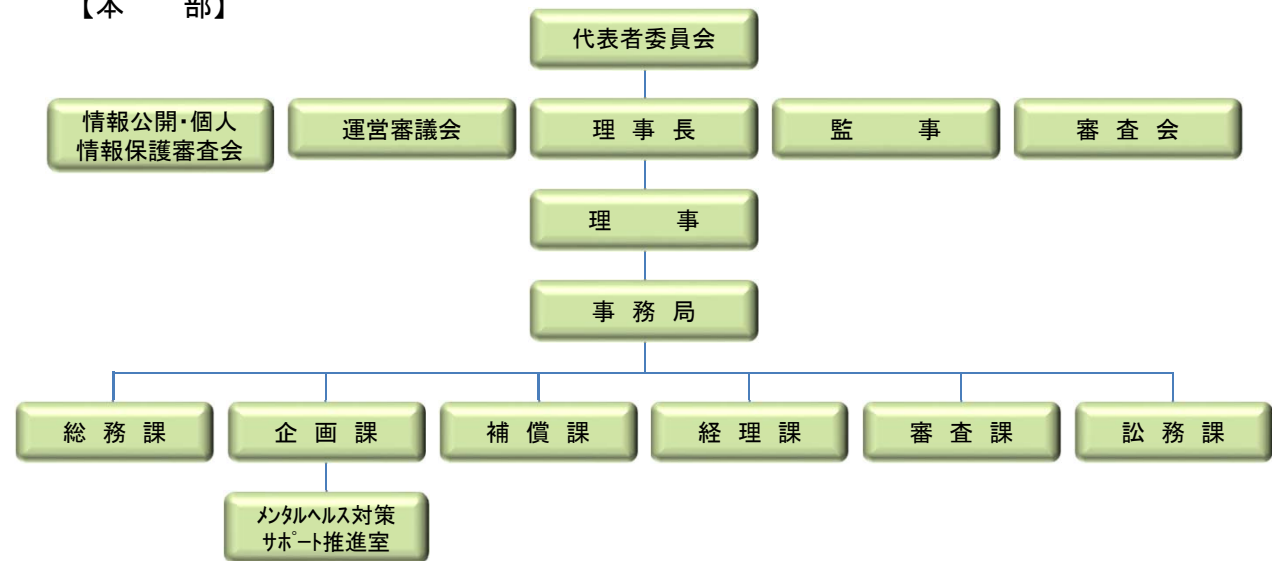 【本　　部】
代表者委員会
情報公開・個人
情報保護審査会
運営審議会
理 事 長
監　　事
審 査 会
理　　事
事 務 局
総 務 課
企 画 課
補 償 課
経 理 課
審 査 課
訟 務 課
ﾒﾝﾀﾙﾍﾙｽ対策
ｻﾎﾟｰﾄ推進室